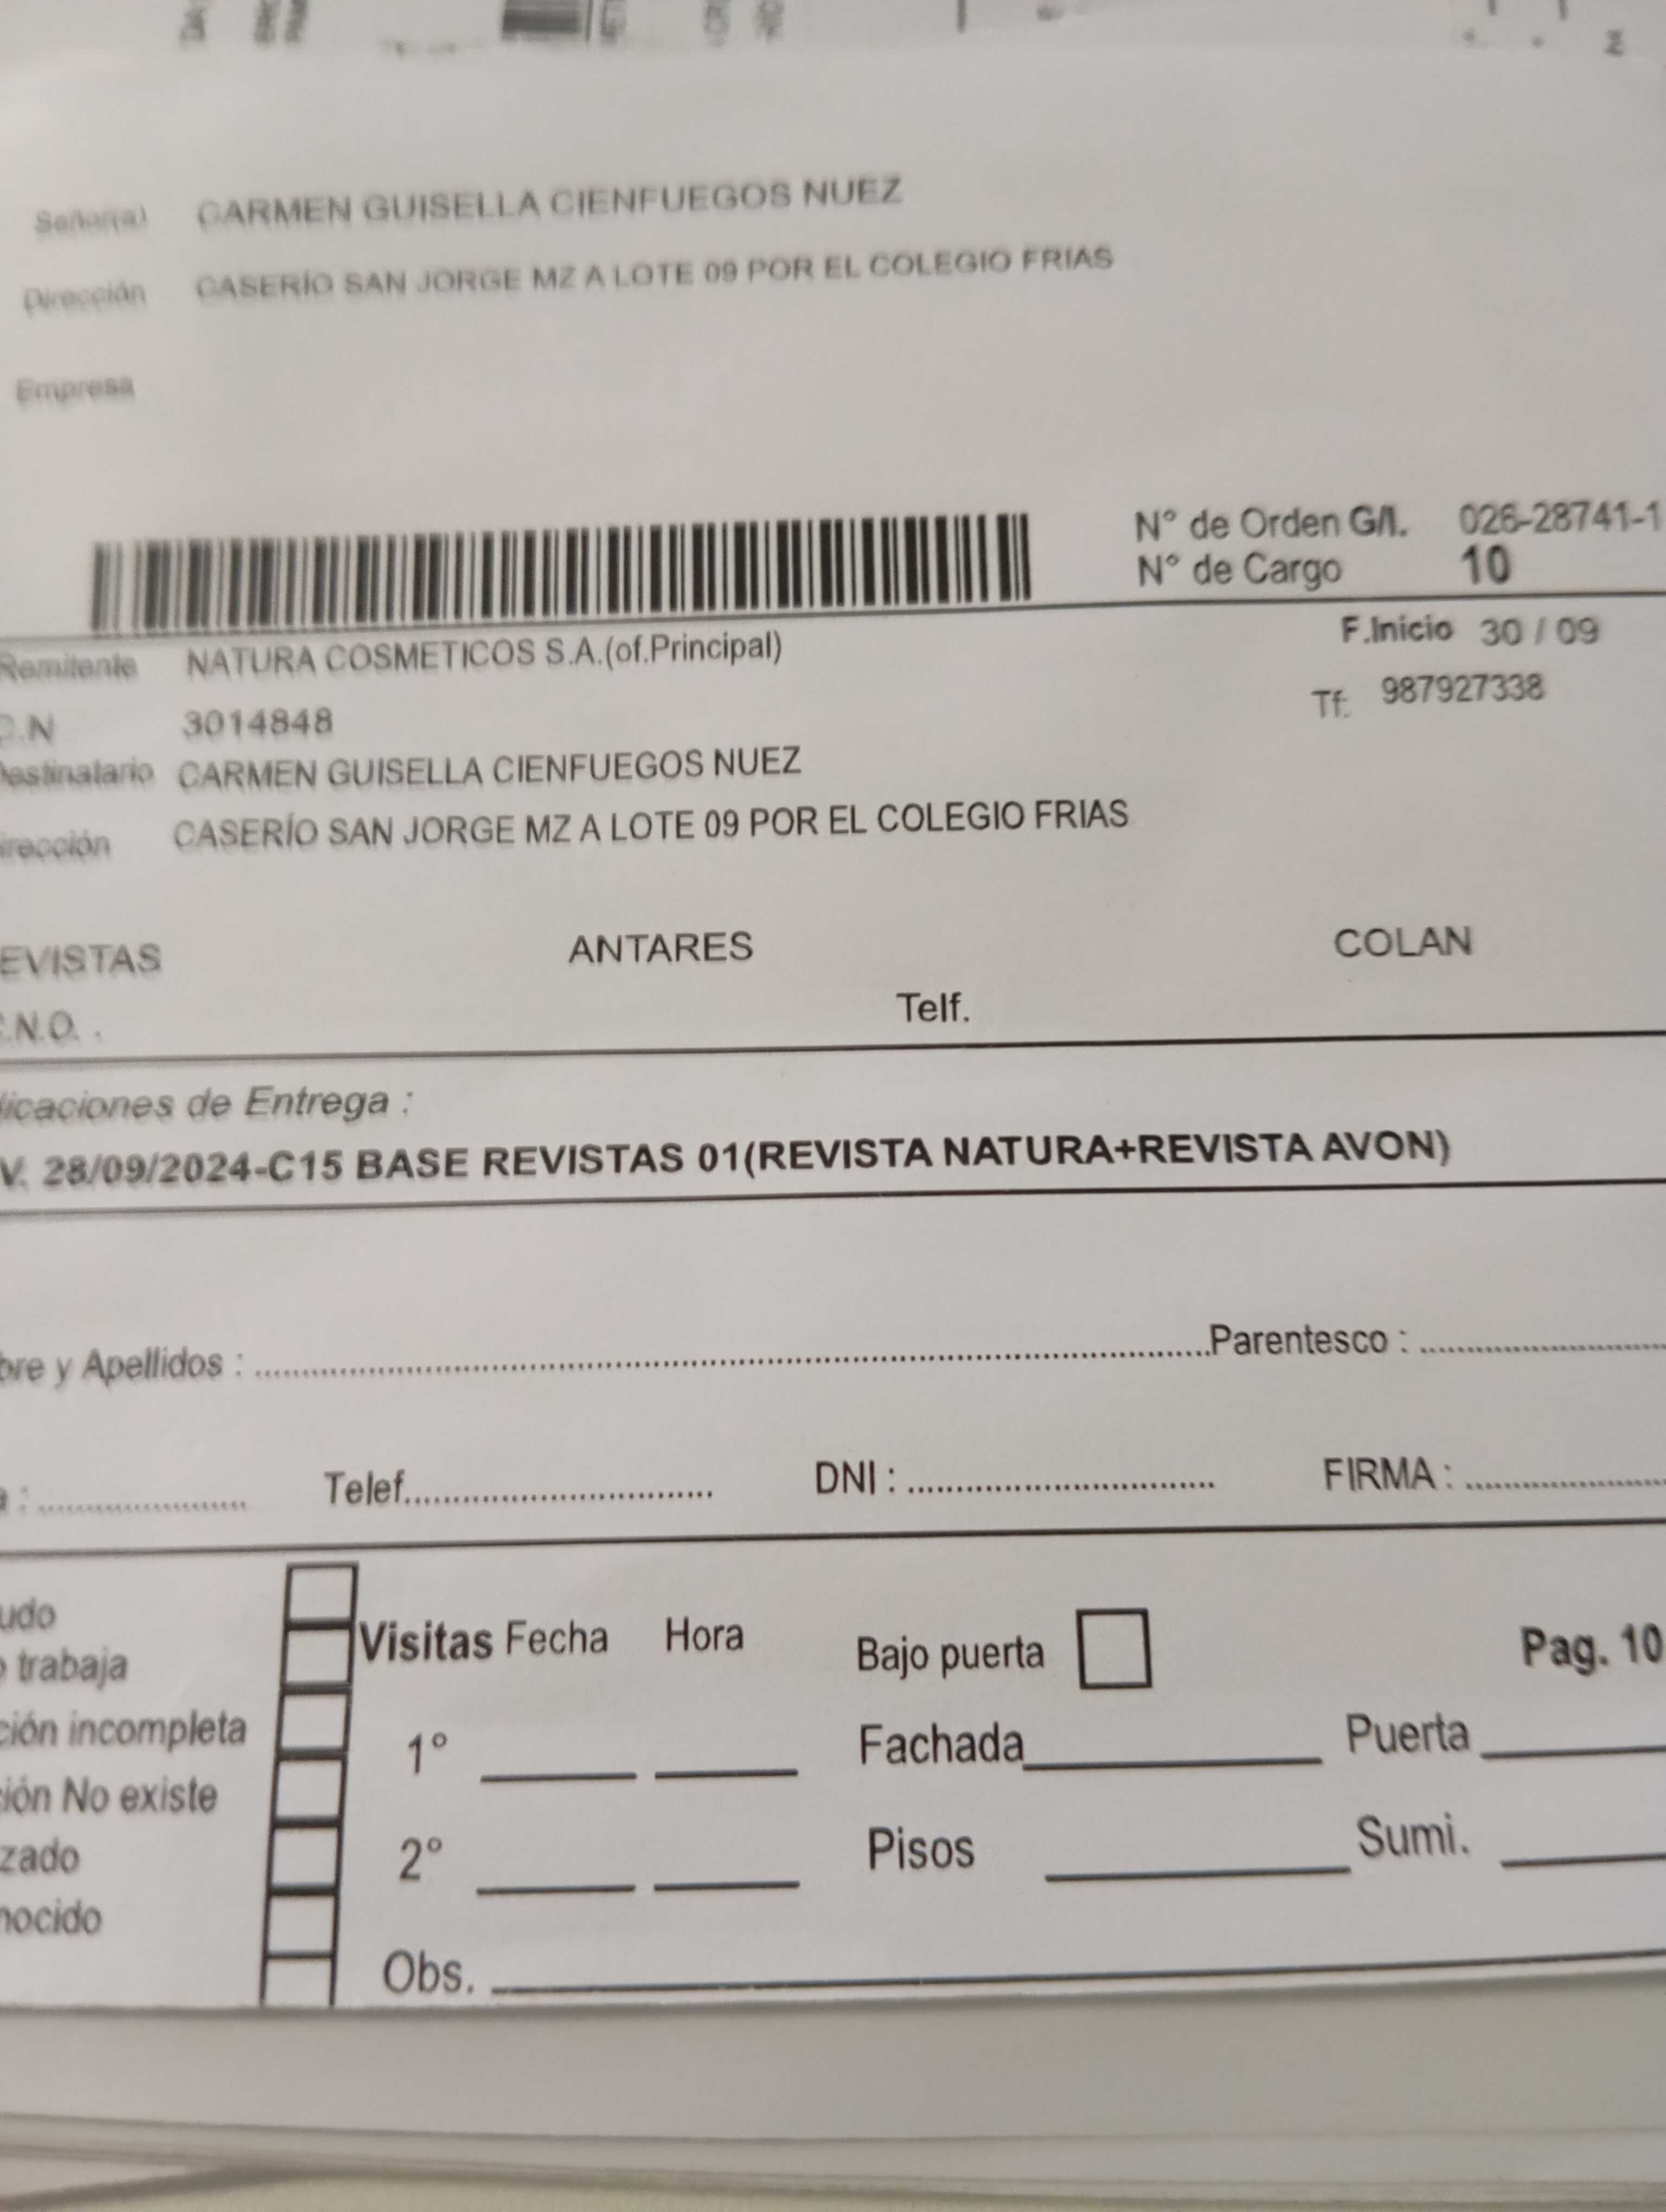 Señor(a) CARMEN GUISELLA CIENFUEGOS NUEZ
Dirección CASERÍO SAN JORGE MZ A LOTE 09 POR EL COLEGIO FRIAS
Empresa
N° de Orden G/I. 026-28741-1
N° de Cargo 10
F.Inicio 30 / 09
Remitente NATURA COSMETICOS S.A.(of.Principal)
Tf. 987927338
C.N 3014848
Destinatario CARMEN GUISELLA CIENFUEGOS NUEZ
irección CASERÍO SAN JORGE MZ A LOTE 09 POR EL COLEGIO FRIAS
EVISTAS ANTARES COLAN
.N.O. . Telf.
licaciones de Entrega :
V. 28/09/2024-C15 BASE REVISTAS 01(REVISTA NATURA+REVISTA AVON)
bre y Apellidos : Parentesco :
a : Telef. DNI : FIRMA :
udo
Visitas Fecha Hora Bajo puerta Pag. 10
o trabaja
ción incompleta 1° Fachada Puerta
ción No existe
zado 2° Pisos Sumi.
nocido
Obs.